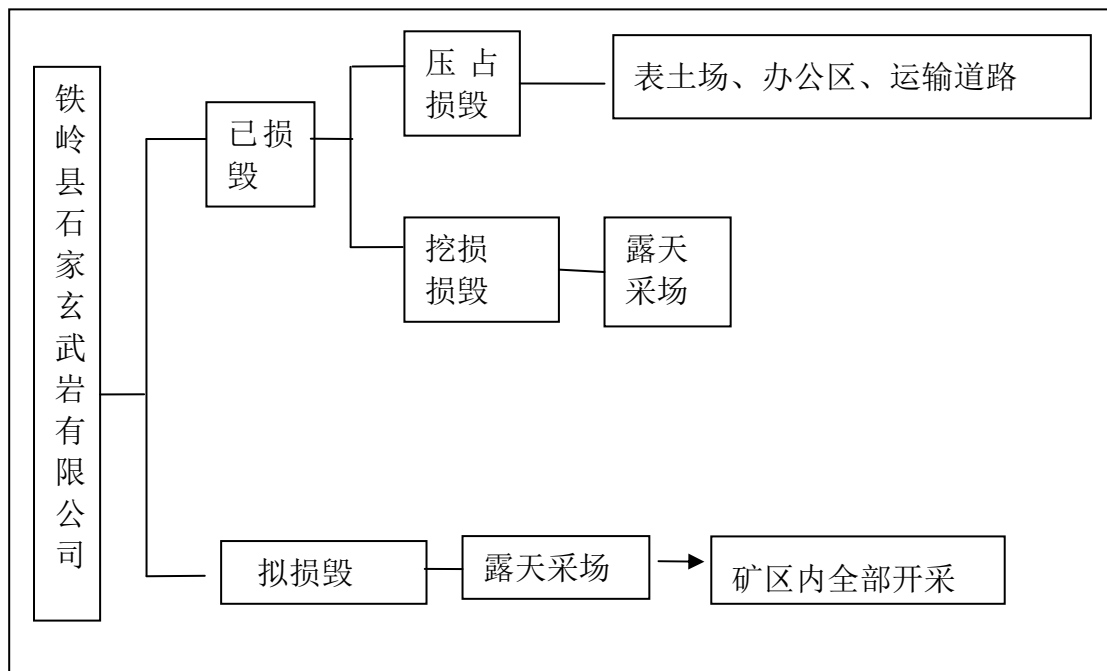 铁岭县石家玄武岩有限公司
已损
毁
压占
损毁
表土场、办公区、运输道路
挖损
损毁
露天
采场
拟损毁
露天采场
矿区内全部开采